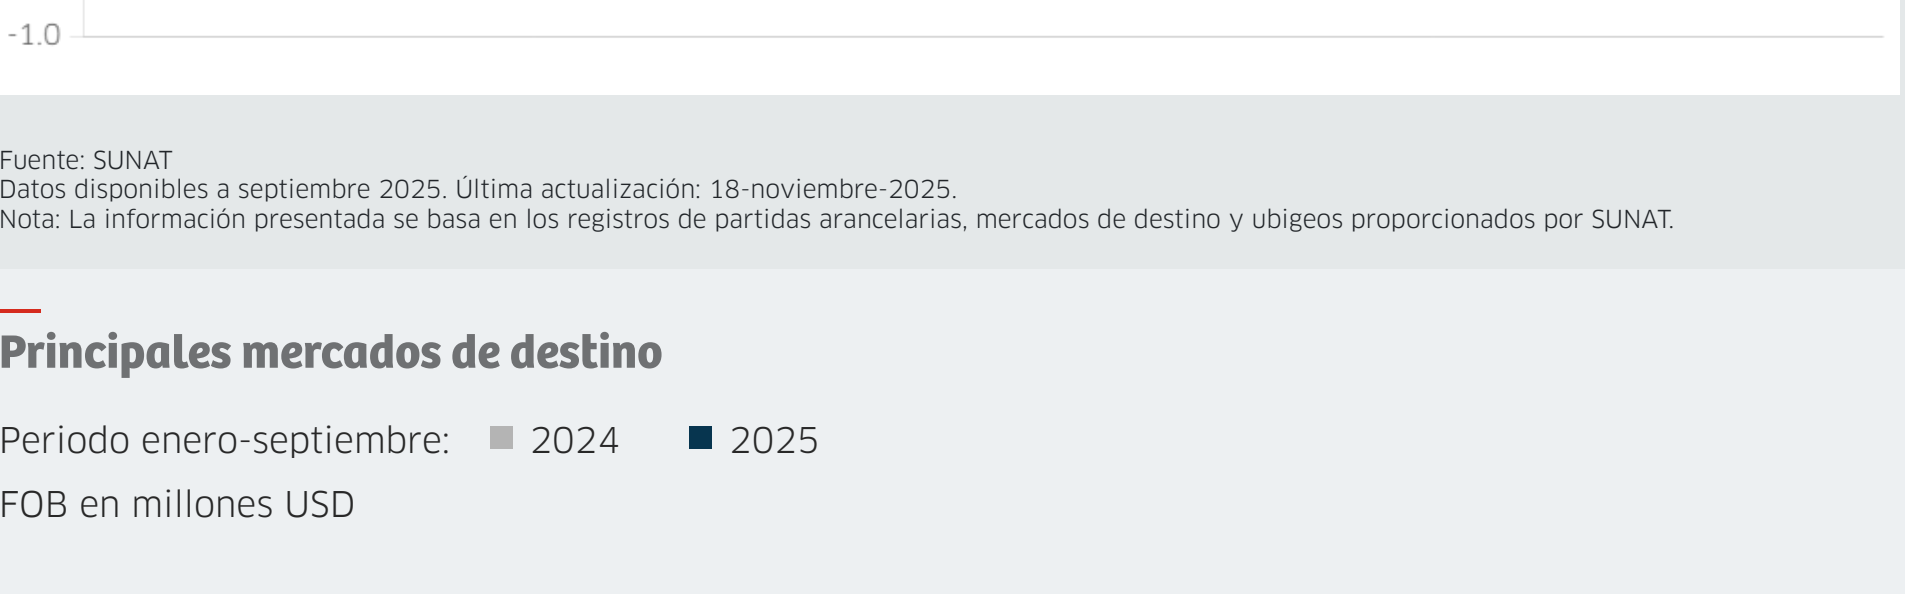 -1.0
Fuente: SUNAT
Datos disponibles a septiembre 2025. Última actualización: 18-noviembre-2025.
Nota: La información presentada se basa en los registros de partidas arancelarias, mercados de destino y ubigeos proporcionados por SUNAT.
Principales mercados de destino
Periodo enero-septiembre: 2024 2025
FOB en millones USD